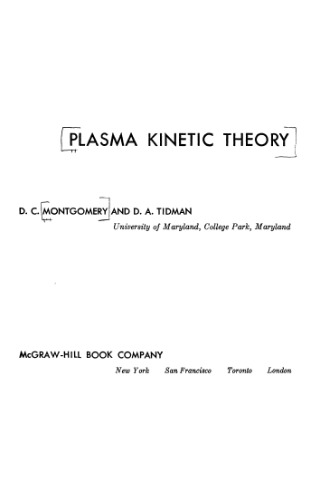 PLASMA KINETIC THEORY
D. C. MONTGOMERY AND D. A. TIDMAN
University of Maryland, College Park, Maryland
McGRAW-HILL BOOK COMPANY
New York San Francisco Toronto London